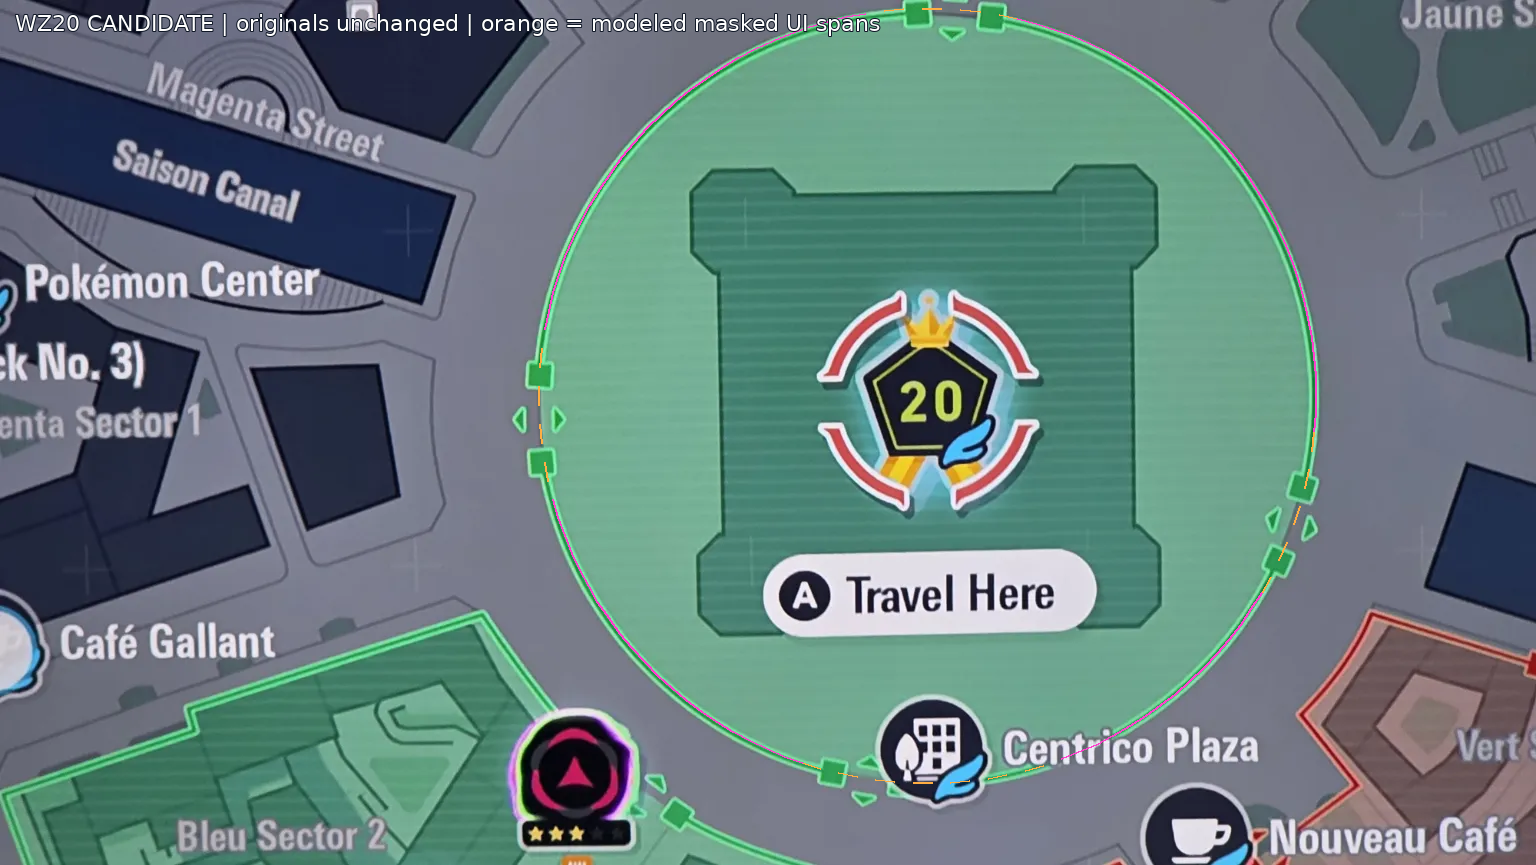 WZ20 CANDIDATE | originals unchanged | orange = modeled masked UI spans
Jaune S
Magenta Street
Saison Canal
Pokémon Center
ck No. 3)
enta Sector 1
20
A Travel Here
Café Gallant
Centrico Plaza
Vert S
Bleu Sector 2
Nouveau Café